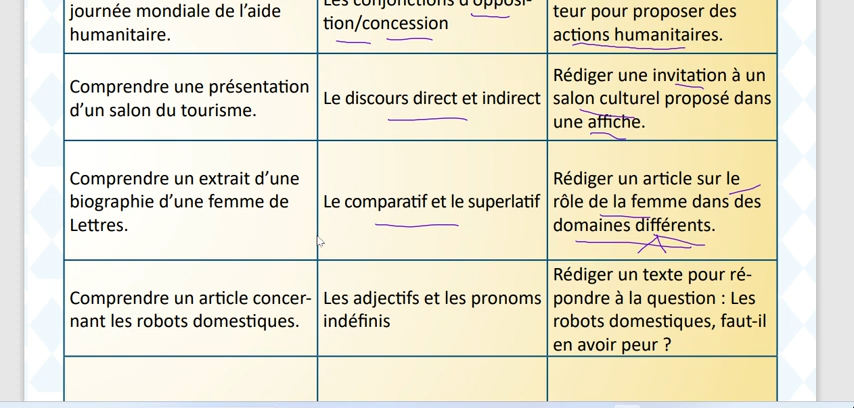 journée mondiale de l’aide
humanitaire.
Les conjonctions d’opposi-
tion/concession
teur pour proposer des
actions humanitaires.
Comprendre une présentation
d’un salon du tourisme.
Le discours direct et indirect
Rédiger une invitation à un
salon culturel proposé dans
une affiche.
Comprendre un extrait d’une
biographie d’une femme de
Lettres.
Le comparatif et le superlatif
Rédiger un article sur le
rôle de la femme dans des
domaines différents.
Comprendre un article concer-
nant les robots domestiques.
Les adjectifs et les pronoms
indéfinis
Rédiger un texte pour ré-
pondre à la question : Les
robots domestiques, faut-il
en avoir peur ?